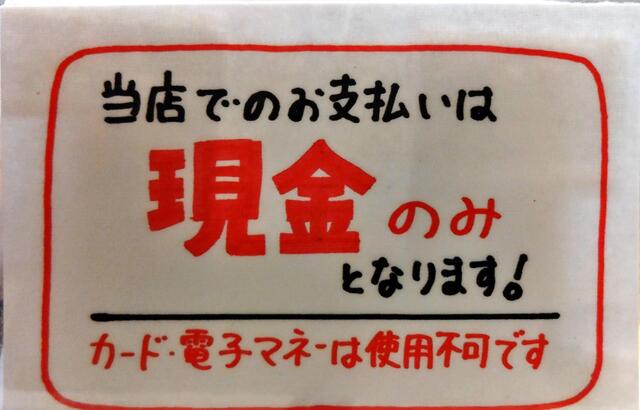 当店でのお支払いは
現金のみ
となります!
カード・電子マネーは使用不可です